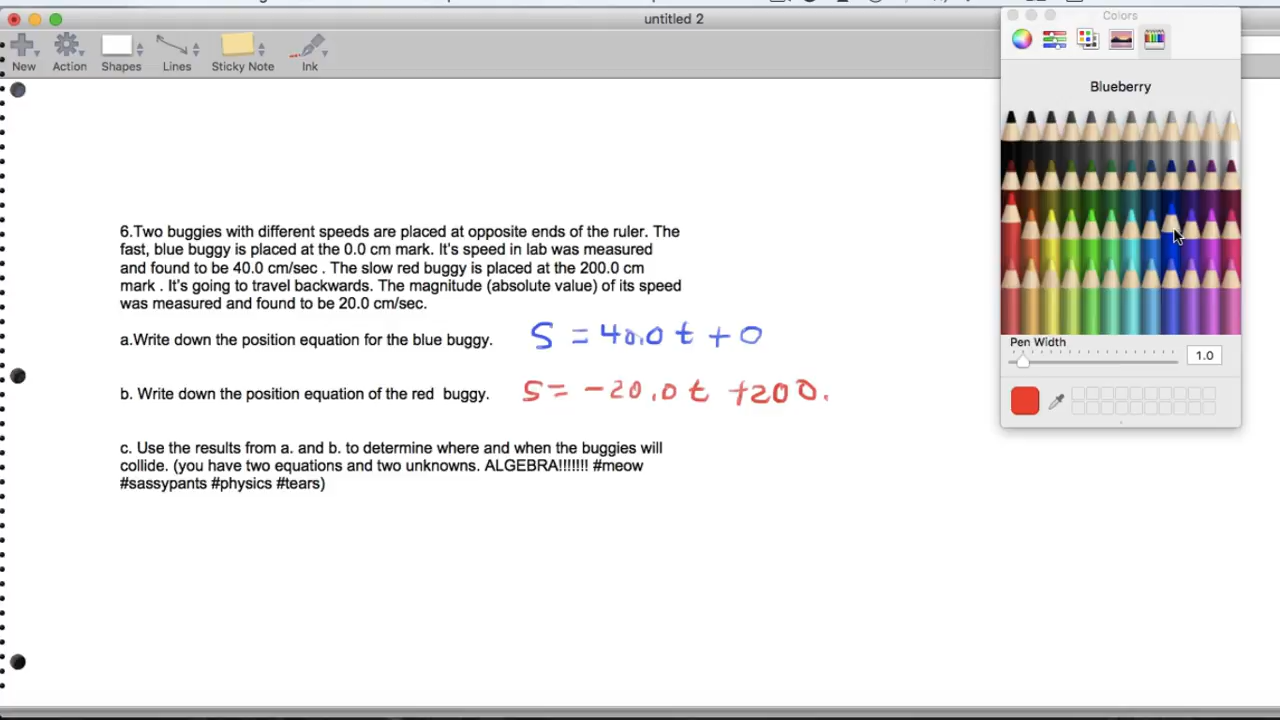 untitled 2
Colors
New Action Shapes Lines Sticky Note Ink
Blueberry
6.Two buggies with different speeds are placed at opposite ends of the ruler. The
fast, blue buggy is placed at the 0.0 cm mark. It's speed in lab was measured
and found to be 40.0 cm/sec . The slow red buggy is placed at the 200.0 cm
mark . It's going to travel backwards. The magnitude (absolute value) of its speed
was measured and found to be 20.0 cm/sec.
a.Write down the position equation for the blue buggy. S = 40.0 t + 0
b. Write down the position equation of the red buggy. S = -20.0 t +200.
c. Use the results from a. and b. to determine where and when the buggies will
collide. (you have two equations and two unknowns. ALGEBRA!!!!!!! #meow
#sassypants #physics #tears)
Pen Width
1.0